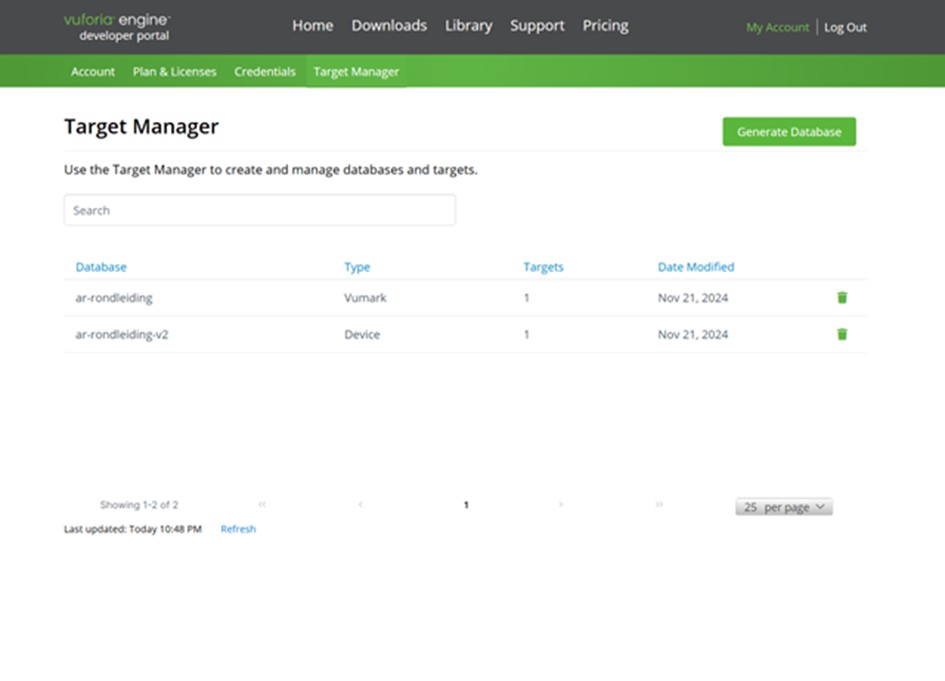 vuforia engine™
developer portal
Home Downloads Library Support Pricing
My Account Log Out
Account Plan & Licenses Credentials Target Manager
Target Manager
Generate Database
Use the Target Manager to create and manage databases and targets.
Search
Database Type Targets Date Modified
ar-rondleiding Vumark 1 Nov 21, 2024
ar-rondleiding-v2 Device 1 Nov 21, 2024
Showing 1-2 of 2 « ‹ 1 › » 25 per page
Last updated: Today 10:48 PM Refresh